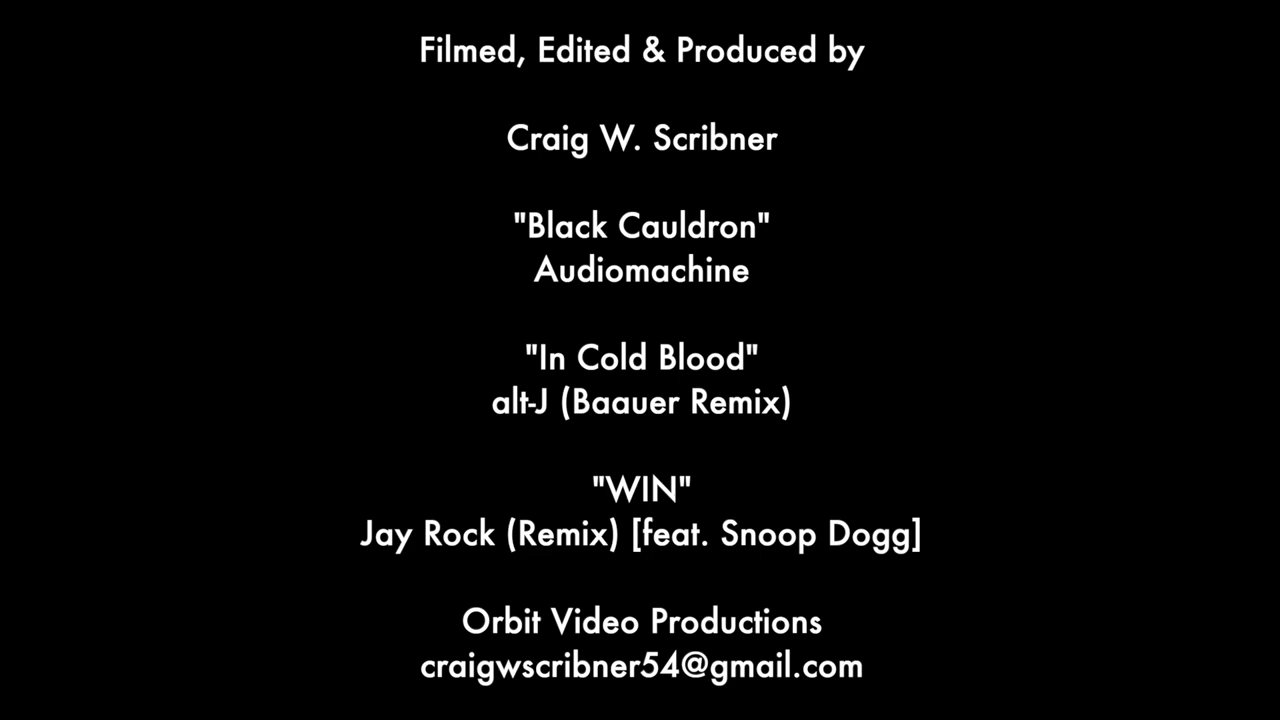 Filmed, Edited & Produced by
Craig W. Scribner
"Black Cauldron"
Audiomachine
"In Cold Blood"
alt-J (Baauer Remix)
"WIN"
Jay Rock (Remix) [feat. Snoop Dogg]
Orbit Video Productions
craigwscribner54@gmail.com